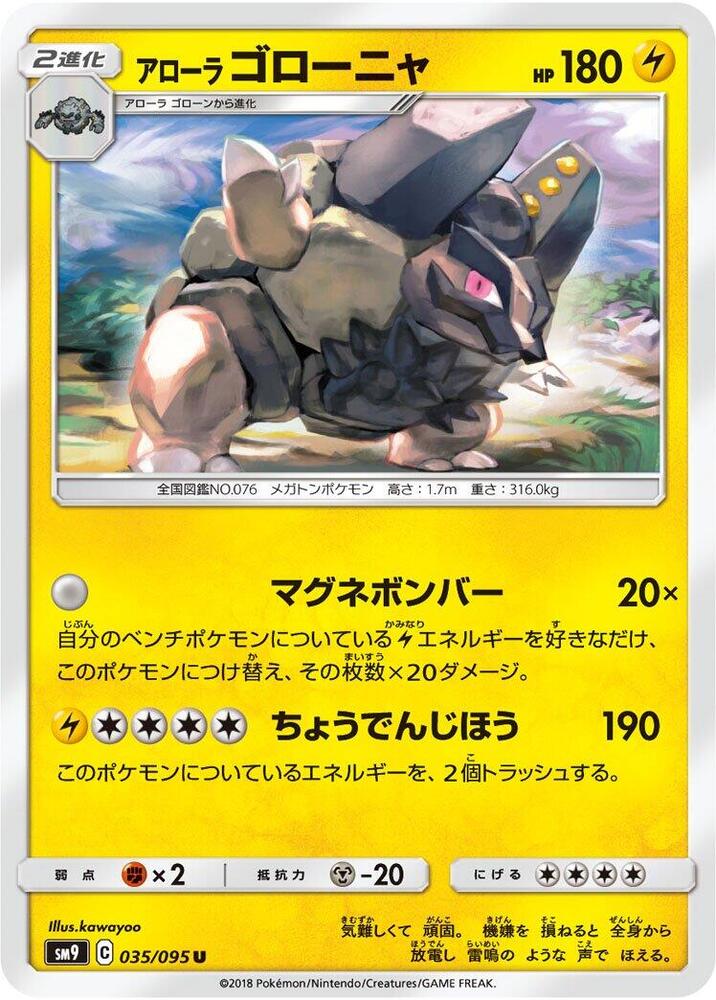 2進化
アローラ ゴローニャ
HP 180
アローラ ゴローンから進化
全国図鑑NO.076 メガトンポケモン 高さ：1.7m 重さ：316.0kg
マグネボンバー 20×
自分のベンチポケモンについているエネルギーを好きなだけ、
このポケモンにつけ替え、その枚数×20ダメージ。
ちょうでんじほう 190
このポケモンについているエネルギーを、2個トラッシュする。
弱点 ×2 抵抗力 -20 にげる
Illus.kawayoo
気難しくて 頑固。 機嫌を 損ねると 全身から
放電し 雷鳴の ような 声で ほえる。
SM9 C 035/095 U
©2018 Pokémon/Nintendo/Creatures/GAME FREAK.